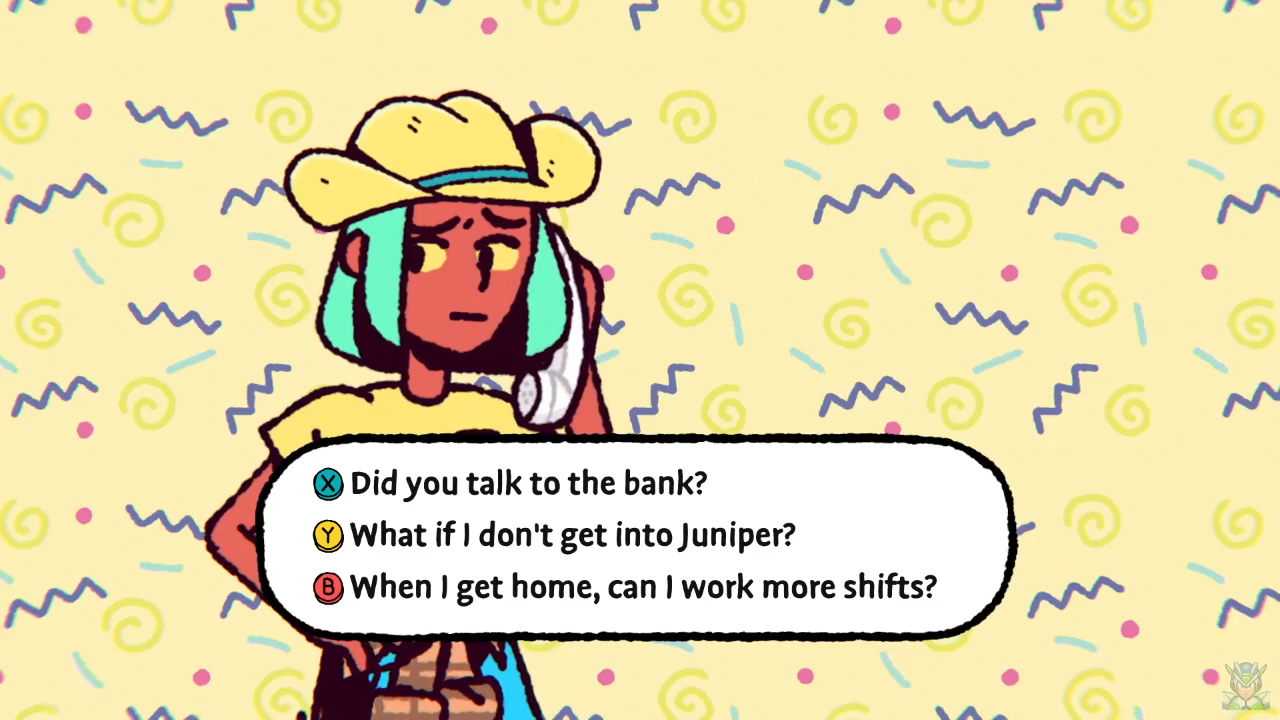 X Did you talk to the bank?
Y What if I don't get into Juniper?
B When I get home, can I work more shifts?